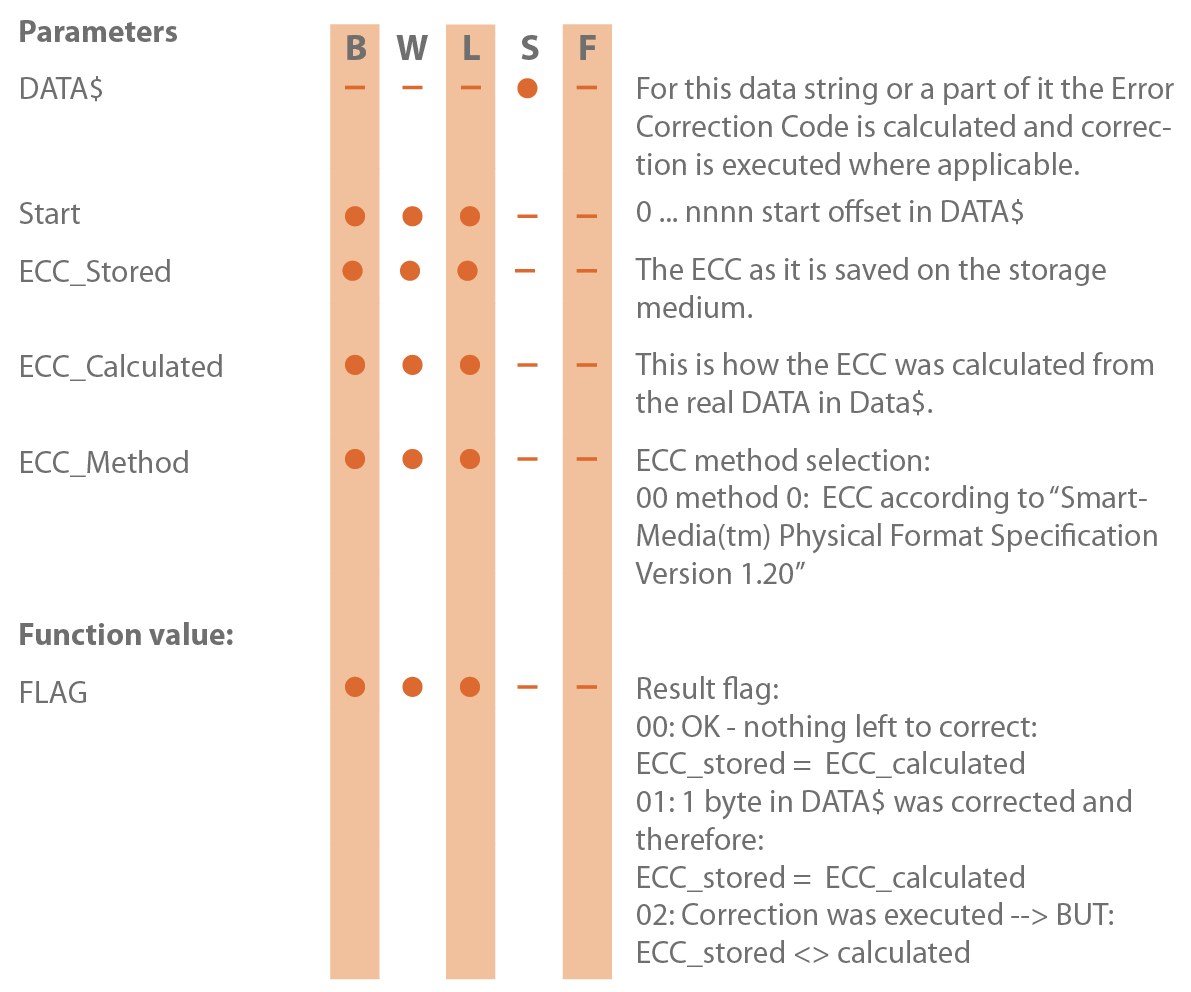 Parameters B W L S F
DATA$ – – – ● – For this data string or a part of it the Error
Correction Code is calculated and correc-
tion is executed where applicable.
Start ● ● ● – – 0 ... nnnn start offset in DATA$
ECC_Stored ● ● ● – – The ECC as it is saved on the storage
medium.
ECC_Calculated ● ● ● – – This is how the ECC was calculated from
the real DATA in Data$.
ECC_Method ● ● ● – – ECC method selection:
00 method 0:  ECC according to “Smart-
Media(tm) Physical Format Specification
Version 1.20”
Function value:
FLAG ● ● ● – – Result flag:
00: OK - nothing left to correct:
ECC_stored =  ECC_calculated
01: 1 byte in DATA$ was corrected and
therefore:
ECC_stored =  ECC_calculated
02: Correction was executed --> BUT:
ECC_stored <> calculated